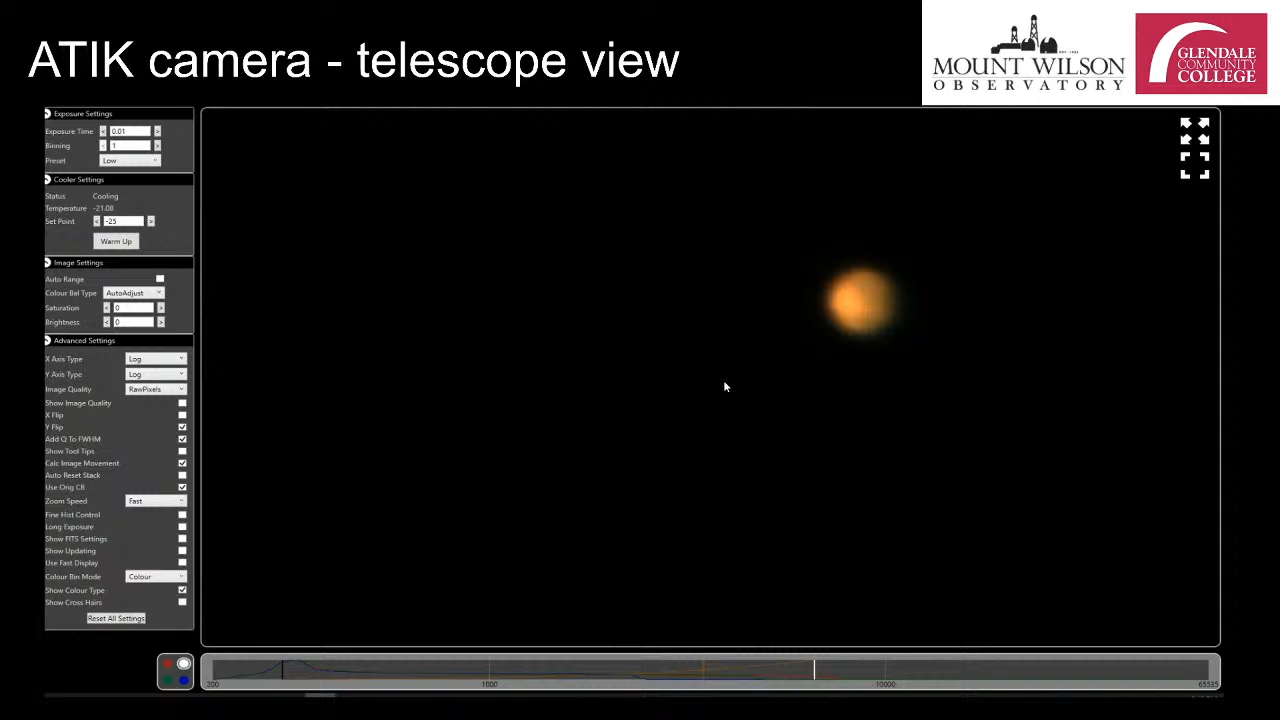 ATIK camera - telescope view
MOUNT WILSON
OBSERVATORY
GLENDALE
COMMUNITY
COLLEGE
Exposure Settings
Exposure Time < 0.01 >
Binning < 1 >
Preset Low
Cooler Settings
Status Cooling
Temperature -21.08
Set Point < -25 >
Warm Up
Image Settings
Auto Range
Colour Bal Type AutoAdjust
Saturation < 0 >
Brightness < 0 >
Advanced Settings
X Axis Type Log
Y Axis Type Log
Image Quality RawPixels
Show Image Quality
X Flip
Y Flip
Add Q To FWHM
Show Tool Tips
Calc Image Movement
Auto Reset Stack
Use Orig CB
Zoom Speed Fast
Fine Hist Control
Long Exposure
Show FITS Settings
Show Updating
Use Fast Display
Colour Bin Mode Colour
Show Colour Type
Show Cross Hairs
Reset All Settings
200 1000 10000 65535